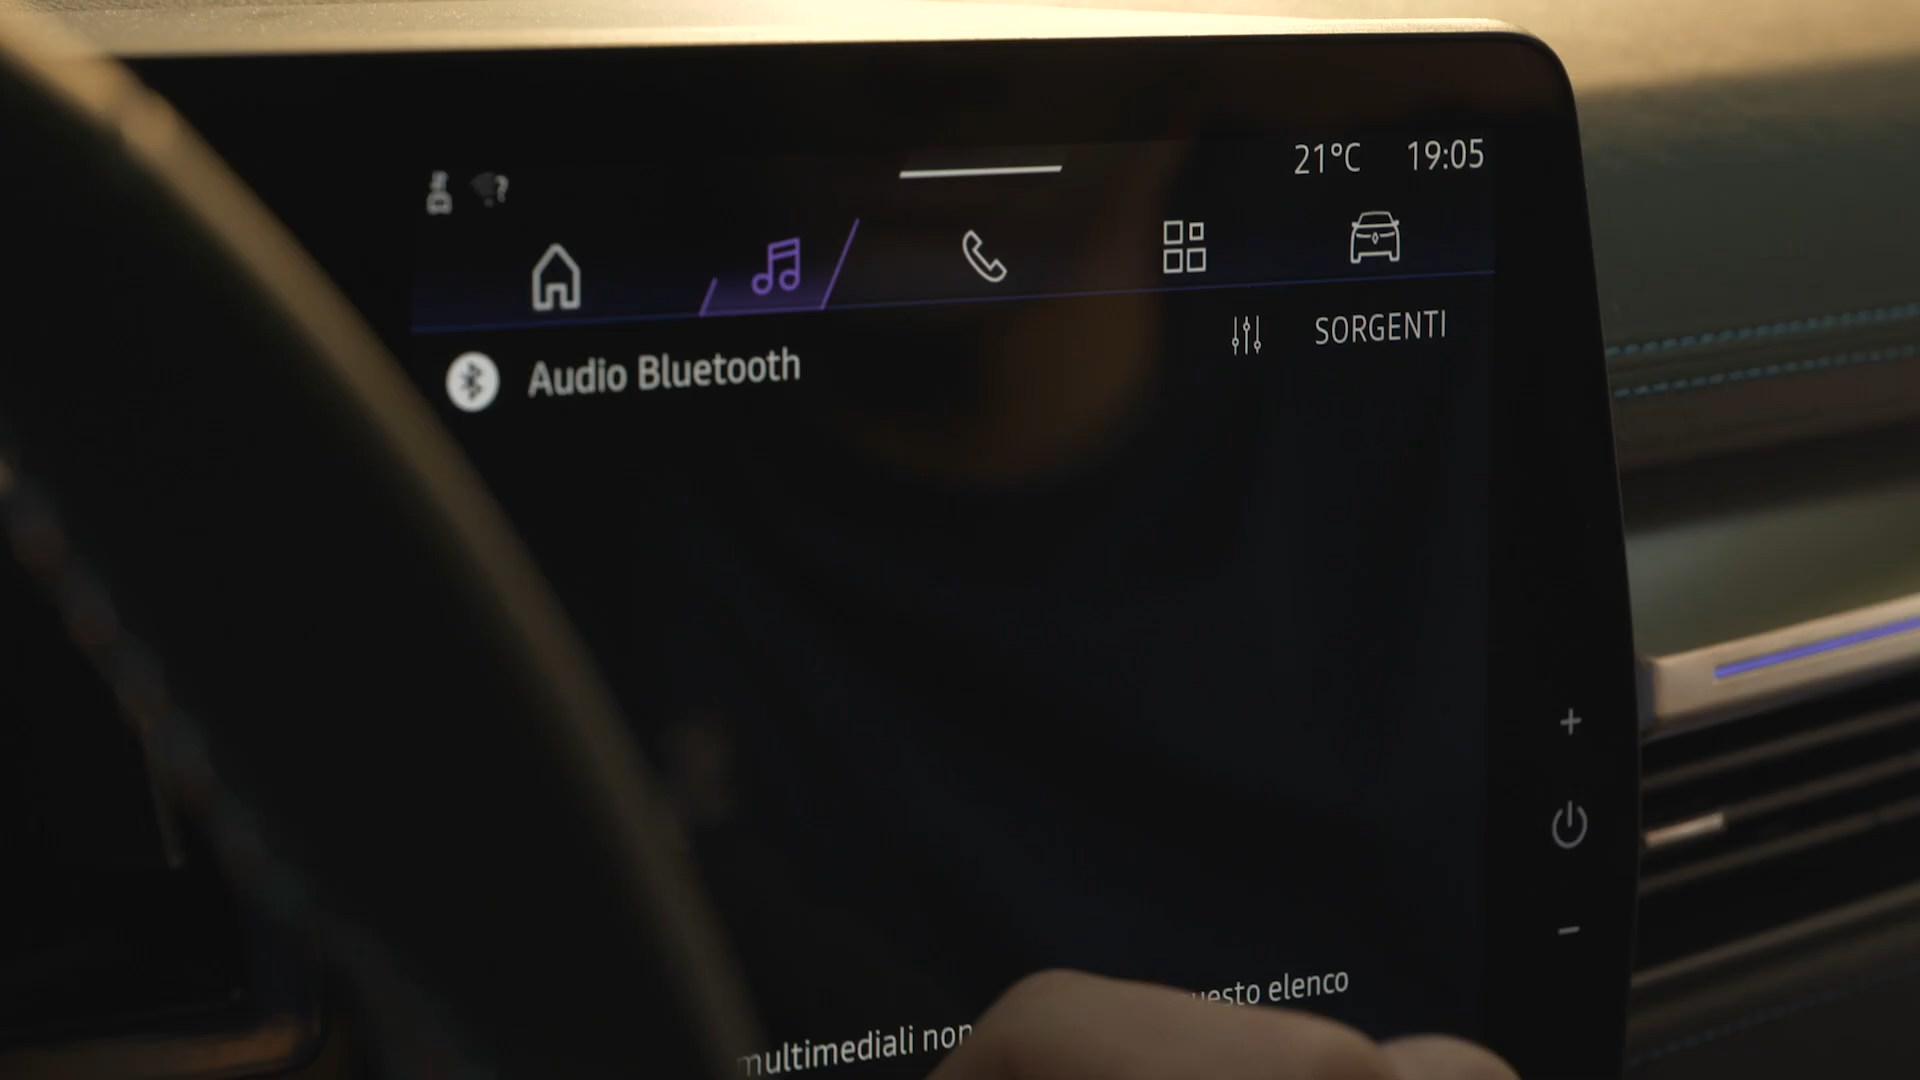 21°C 19:05
SORGENTI
Audio Bluetooth
elenco
multimediali non